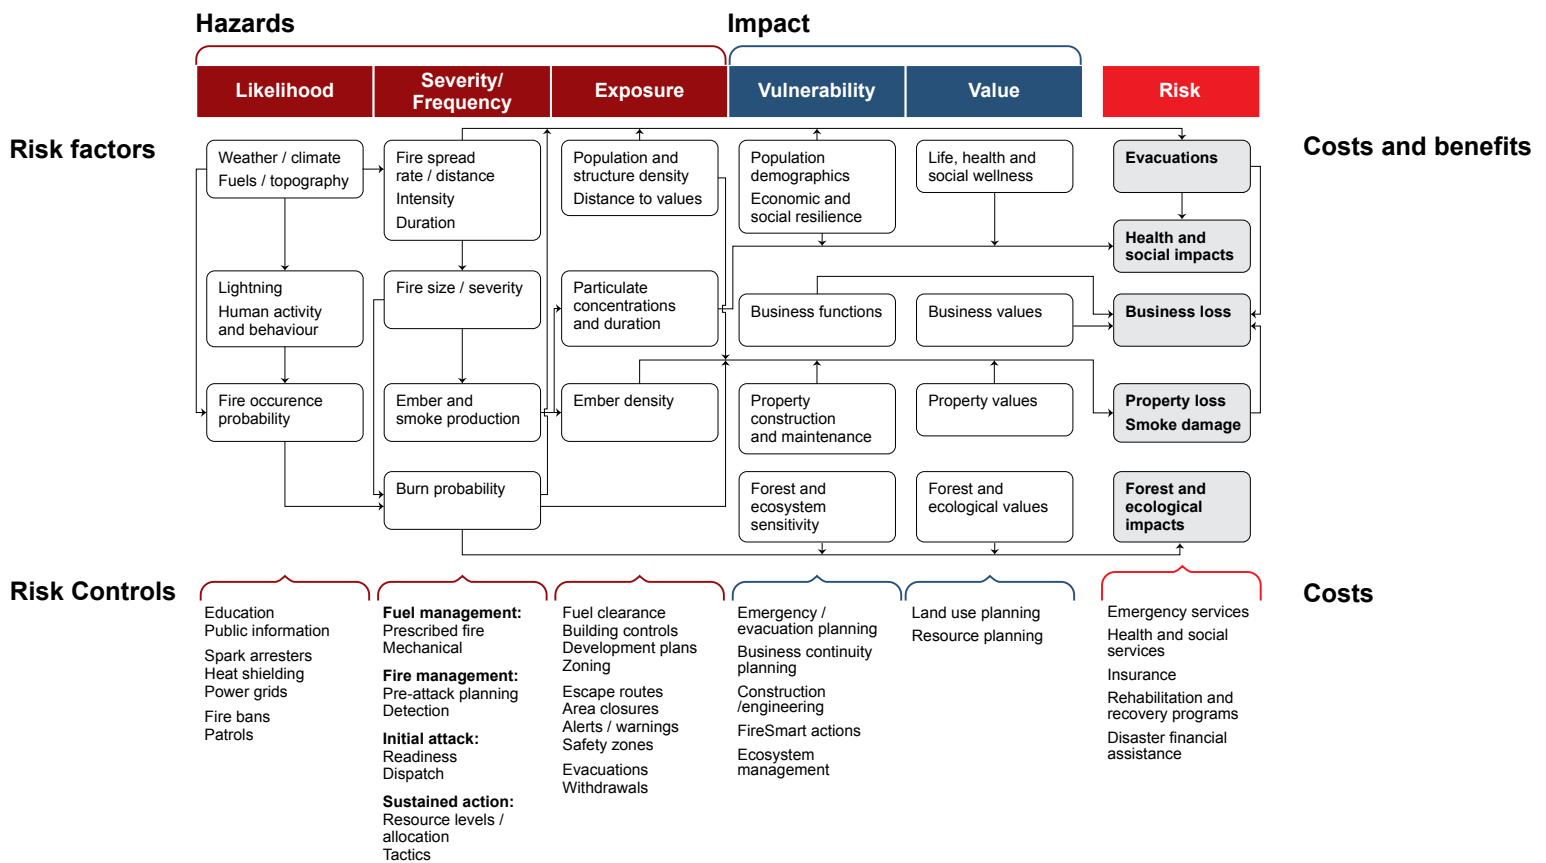 Hazards
Impact
Likelihood
Severity/
Frequency
Exposure
Vulnerability
Value
Risk
Risk factors
Costs and benefits
Weather / climate
Fuels / topography
Fire spread
rate / distance
Intensity
Duration
Population and
structure density
Distance to values
Population
demographics
Economic and
social resilience
Life, health and
social wellness
Evacuations
Health and
social impacts
Lightning
Human activity
and behaviour
Fire size / severity
Particulate
concentrations
and duration
Business functions
Business values
Business loss
Fire occurence
probability
Ember and
smoke production
Ember density
Property
construction
and maintenance
Property values
Property loss
Smoke damage
Burn probability
Forest and
ecosystem
sensitivity
Forest and
ecological values
Forest and
ecological
impacts
Risk Controls
Costs
Education
Public information
Spark arresters
Heat shielding
Power grids
Fire bans
Patrols
Fuel management:
Prescribed fire
Mechanical
Fire management:
Pre-attack planning
Detection
Initial attack:
Readiness
Dispatch
Sustained action:
Resource levels /
allocation
Tactics
Fuel clearance
Building controls
Development plans
Zoning
Escape routes
Area closures
Alerts / warnings
Safety zones
Evacuations
Withdrawals
Emergency /
evacuation planning
Business continuity
planning
Construction
/engineering
FireSmart actions
Ecosystem
management
Land use planning
Resource planning
Emergency services
Health and social
services
Insurance
Rehabilitation and
recovery programs
Disaster financial
assistance